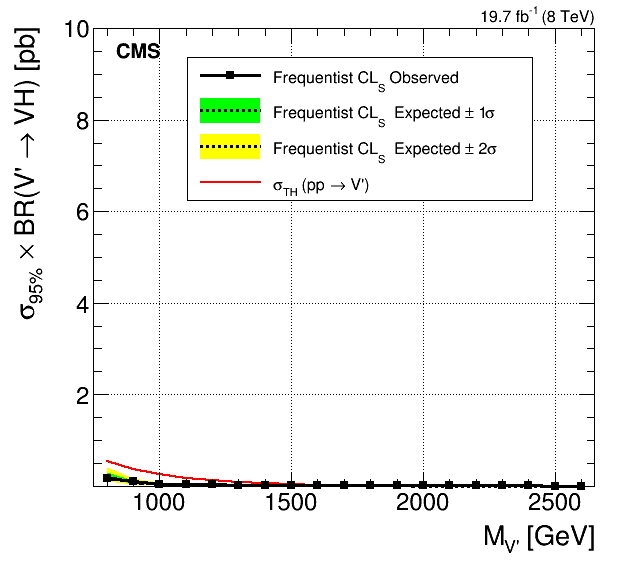 19.7 fb⁻¹ (8 TeV)
CMS
Frequentist CL_S Observed
Frequentist CL_S Expected ± 1σ
Frequentist CL_S Expected ± 2σ
σ_TH (pp → V')
σ_95% × BR(V' → VH) [pb]
10
8
6
4
2
1000 1500 2000 2500
M_V' [GeV]